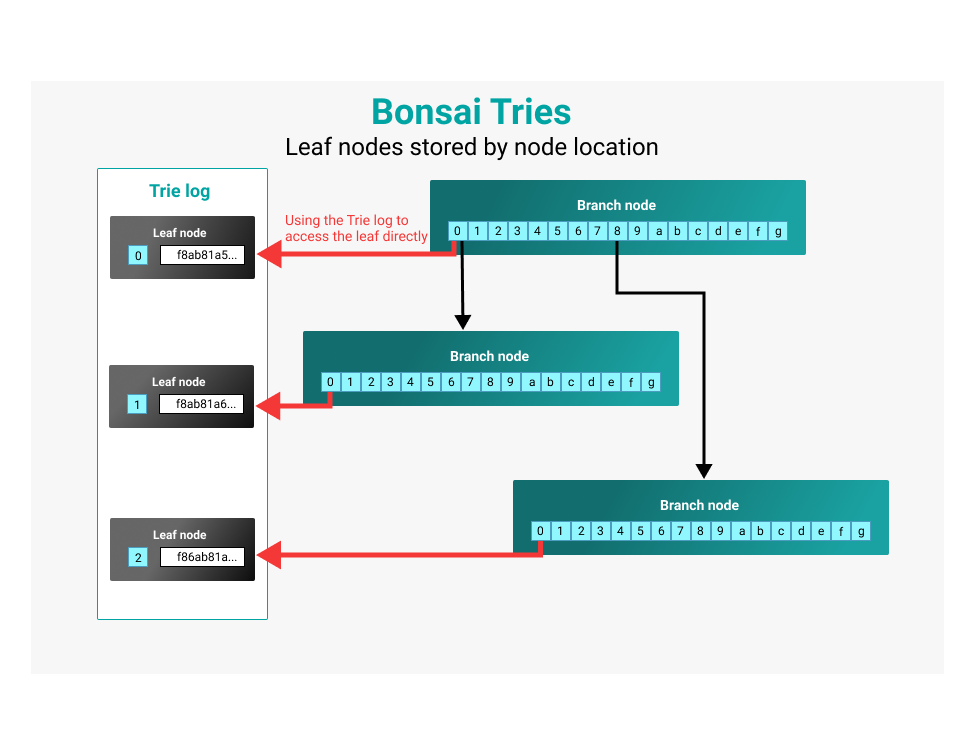 Bonsai Tries
Leaf nodes stored by node location
Trie log
Leaf node
0 f8ab81a5...
Leaf node
1 f8ab81a6...
Leaf node
2 f86ab81a...
Using the Trie log to
access the leaf directly
Branch node
0 1 2 3 4 5 6 7 8 9 a b c d e f g
Branch node
0 1 2 3 4 5 6 7 8 9 a b c d e f g
Branch node
0 1 2 3 4 5 6 7 8 9 a b c d e f g